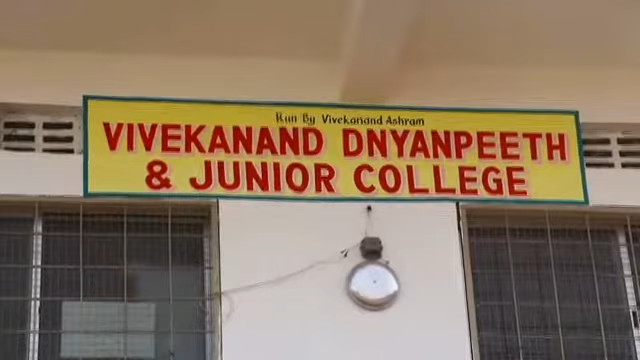 Run By Vivekanand Ashram
VIVEKANAND DNYANPEETH
& JUNIOR COLLEGE